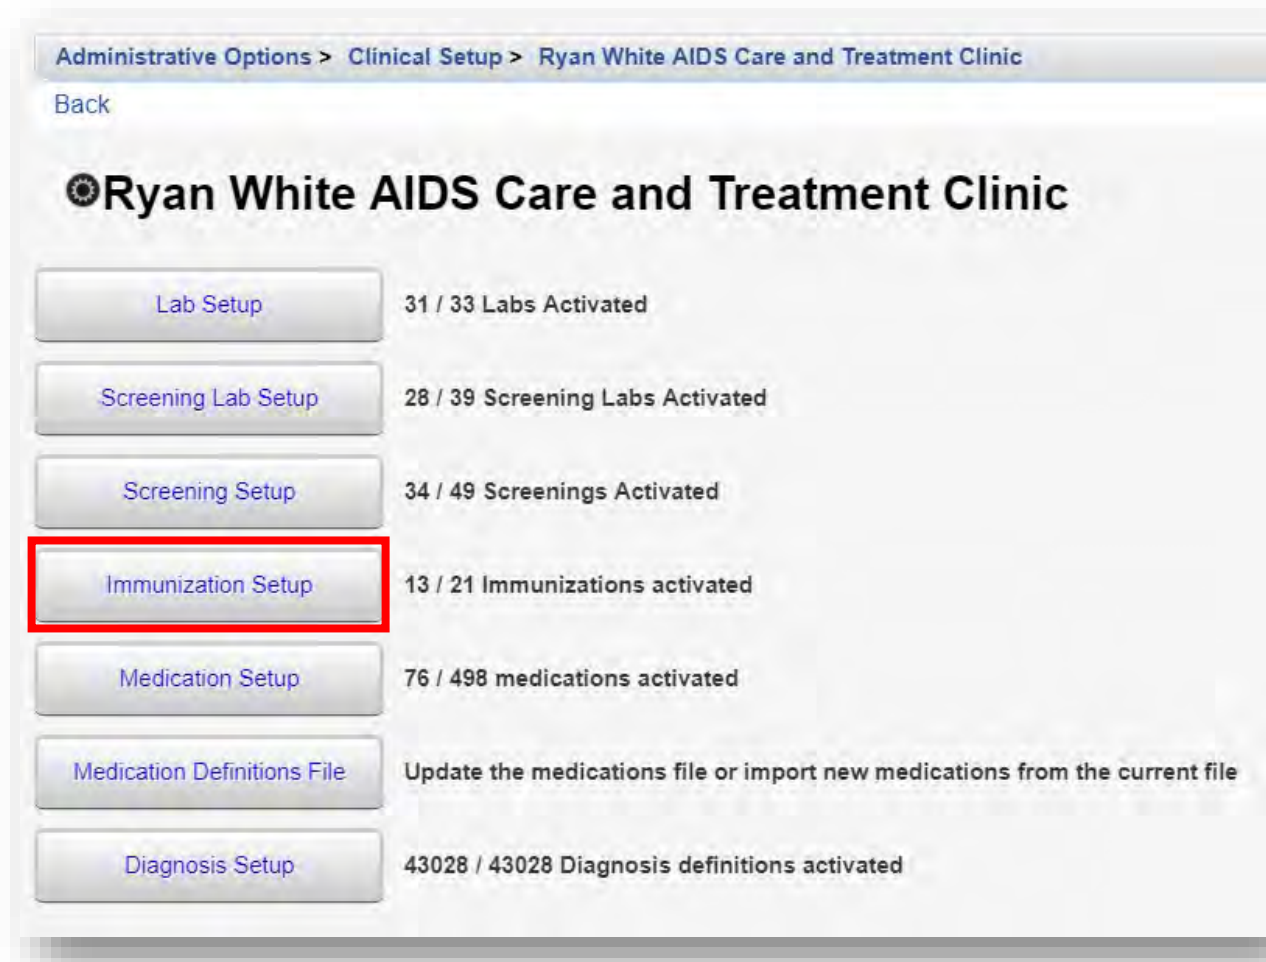 Administrative Options > Clinical Setup > Ryan White AIDS Care and Treatment Clinic
Back
Ryan White AIDS Care and Treatment Clinic
Lab Setup 31 / 33 Labs Activated
Screening Lab Setup 28 / 39 Screening Labs Activated
Screening Setup 34 / 49 Screenings Activated
Immunization Setup 13 / 21 Immunizations activated
Medication Setup 76 / 498 medications activated
Medication Definitions File Update the medications file or import new medications from the current file
Diagnosis Setup 43028 / 43028 Diagnosis definitions activated